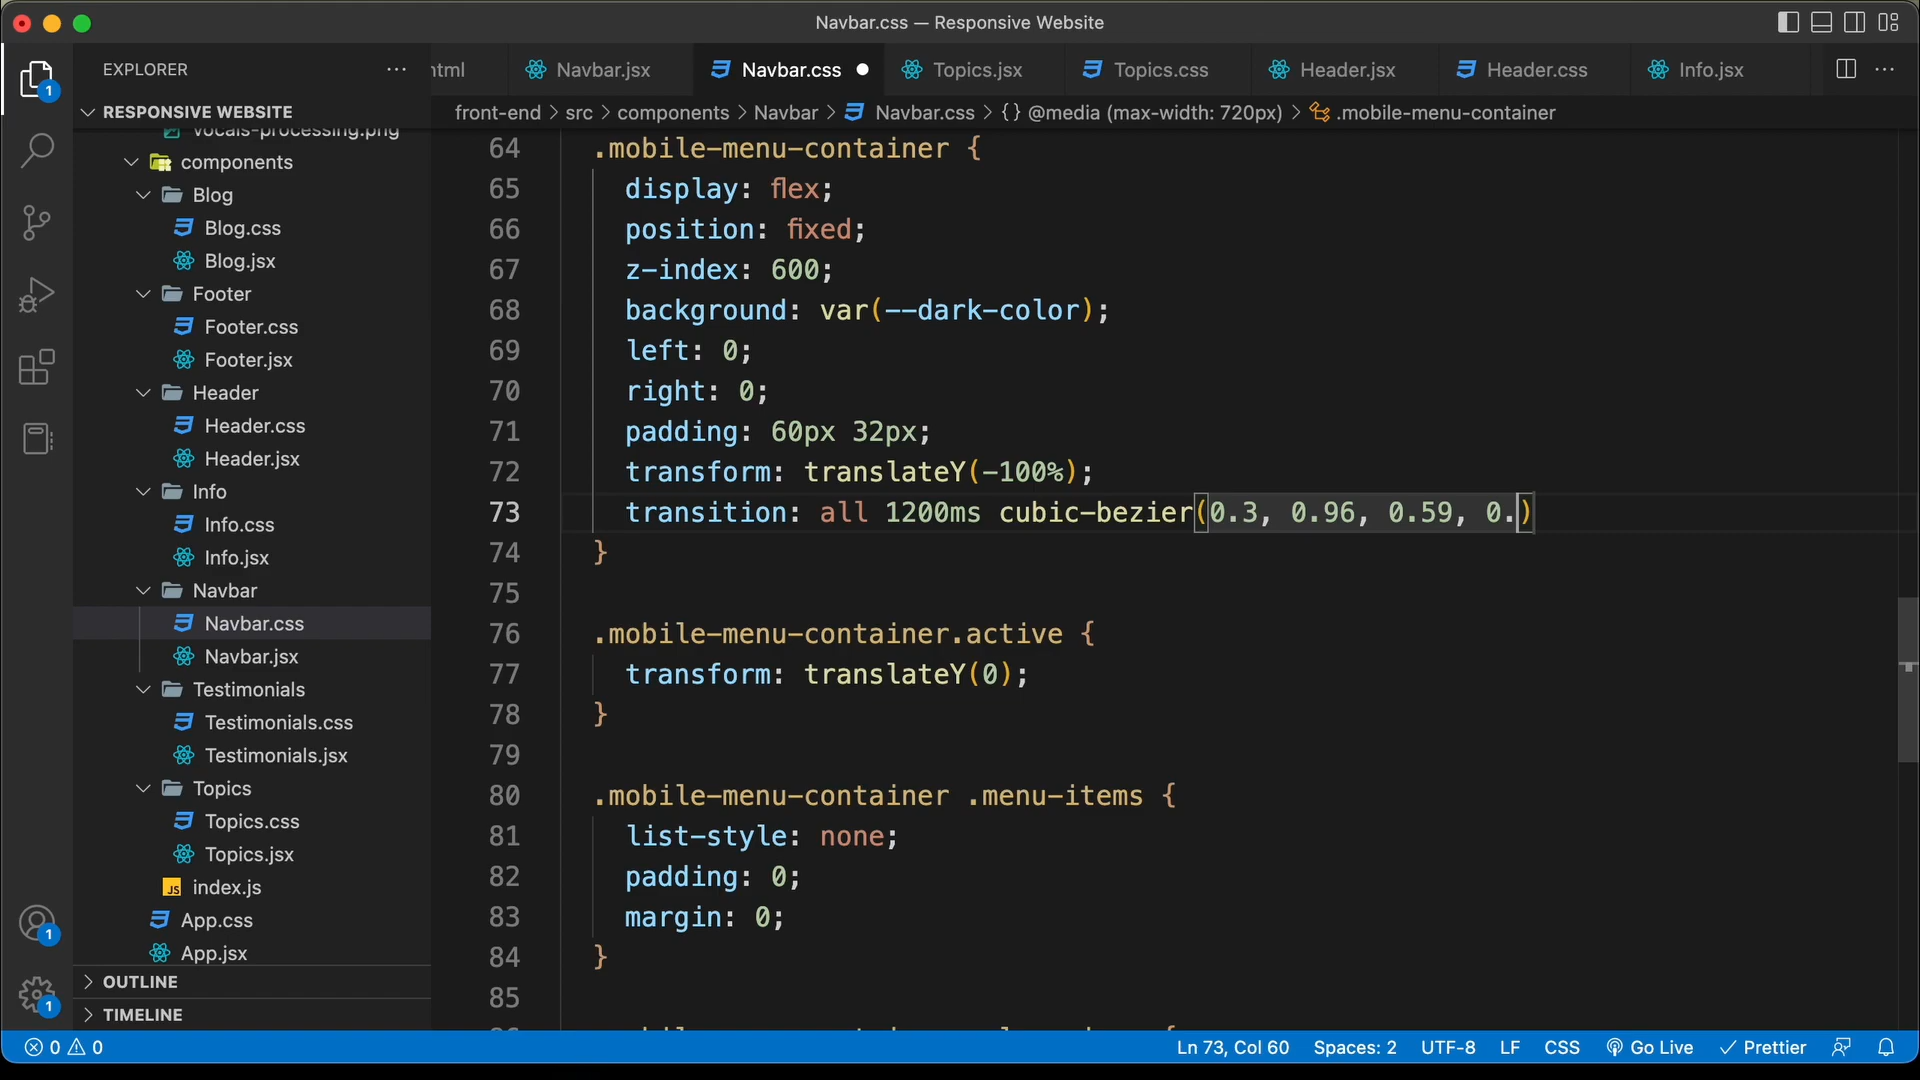 Navbar.css — Responsive Website
EXPLORER
···
html
Navbar.jsx
Navbar.css
Topics.jsx
Topics.css
Header.jsx
Header.css
Info.jsx
···
RESPONSIVE WEBSITE
front-end > src > components > Navbar > Navbar.css > {} @media (max-width: 720px) > .mobile-menu-container
vocals-processing.png
components
Blog
Blog.css
Blog.jsx
Footer
Footer.css
Footer.jsx
Header
Header.css
Header.jsx
Info
Info.css
Info.jsx
Navbar
Navbar.css
Navbar.jsx
Testimonials
Testimonials.css
Testimonials.jsx
Topics
Topics.css
Topics.jsx
JS index.js
App.css
App.jsx
OUTLINE
TIMELINE
1
1
1
64 .mobile-menu-container {
65 display: flex;
66 position: fixed;
67 z-index: 600;
68 background: var(--dark-color);
69 left: 0;
70 right: 0;
71 padding: 60px 32px;
72 transform: translateY(-100%);
73 transition: all 1200ms cubic-bezier(0.3, 0.96, 0.59, 0.)
74 }
75
76 .mobile-menu-container.active {
77 transform: translateY(0);
78 }
79
80 .mobile-menu-container .menu-items {
81 list-style: none;
82 padding: 0;
83 margin: 0;
84 }
85
0 0
Ln 73, Col 60
Spaces: 2
UTF-8
LF
CSS
Go Live
Prettier